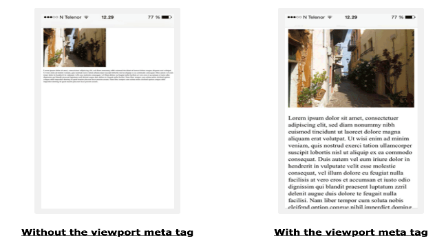 N Telenor 12.29 77 %
N Telenor 12.29 77 %
Lorem ipsum dolor sit amet, consectetuer
adipiscing elit, sed diam nonummy nibh
euismod tincidunt ut laoreet dolore magna
aliquam erat volutpat. Ut wisi enim ad minim
veniam, quis nostrud exerci tation ullamcorper
suscipit lobortis nisl ut aliquip ex ea commodo
consequat. Duis autem vel eum iriure dolor in
hendrerit in vulputate velit esse molestie
consequat, vel illum dolore eu feugiat nulla
facilisis at vero eros et accumsan et iusto odio
dignissim qui blandit praesent luptatum zzril
delenit augue duis dolore te feugait nulla
facilisi. Nam liber tempor cum soluta nobis
eleifend option congue nihil imperdiet doming
Without the viewport meta tag
With the viewport meta tag